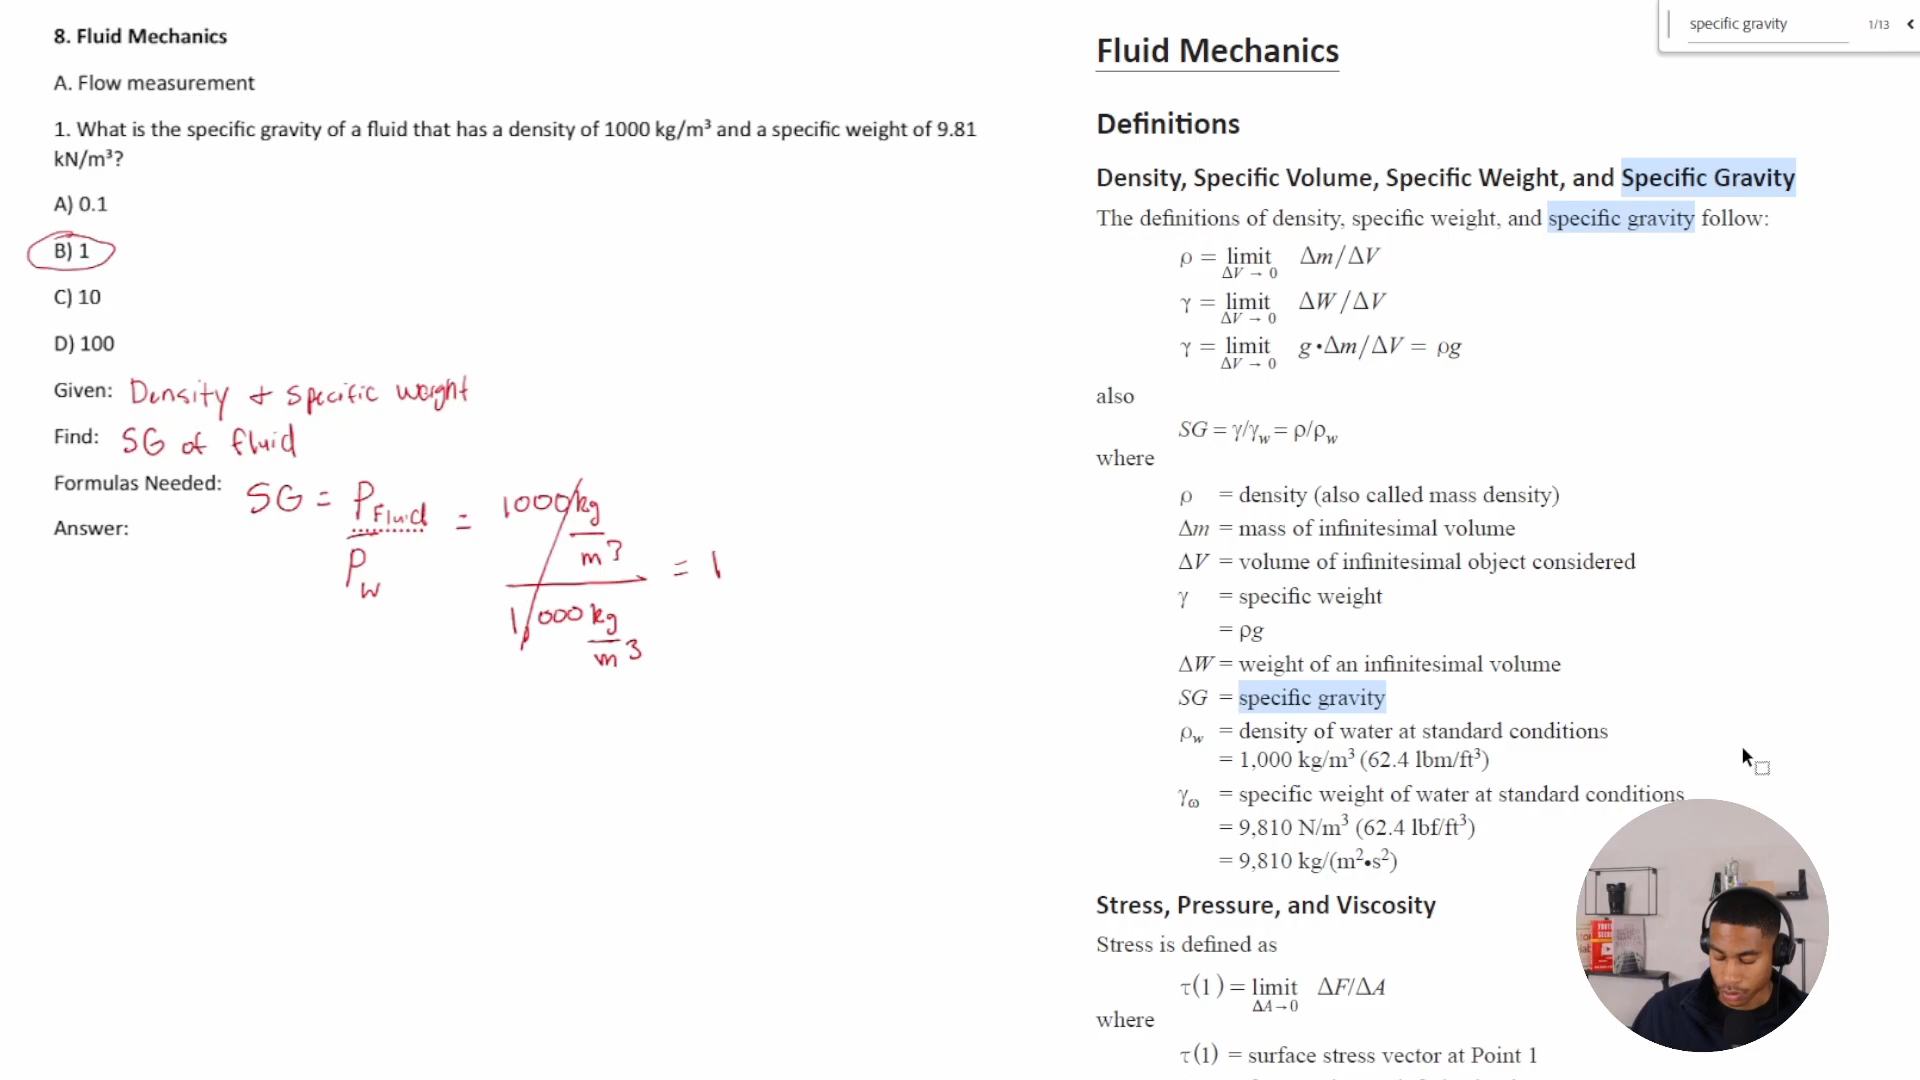 8. Fluid Mechanics
A. Flow measurement
1. What is the specific gravity of a fluid that has a density of 1000 kg/m³ and a specific weight of 9.81
kN/m³?
A) 0.1
B) 1
C) 10
D) 100
Given: Density + specific weight
Find: SG of fluid
Formulas Needed: SG = P Fluid / P w = 1000 kg/m³ / 1,000 kg/m³ = 1
Answer:
specific gravity 1/13
Fluid Mechanics
Definitions
Density, Specific Volume, Specific Weight, and Specific Gravity
The definitions of density, specific weight, and specific gravity follow:
ρ = limit Δm/ΔV
ΔV → 0
γ = limit ΔW/ΔV
ΔV → 0
γ = limit g•Δm/ΔV = ρg
ΔV → 0
also
SG = γ/γw = ρ/ρw
where
ρ = density (also called mass density)
Δm = mass of infinitesimal volume
ΔV = volume of infinitesimal object considered
γ = specific weight
= ρg
ΔW = weight of an infinitesimal volume
SG = specific gravity
ρw = density of water at standard conditions
= 1,000 kg/m³ (62.4 lbm/ft³)
γω = specific weight of water at standard conditions
= 9,810 N/m³ (62.4 lbf/ft³)
= 9,810 kg/(m²•s²)
Stress, Pressure, and Viscosity
Stress is defined as
τ(1) = limit ΔF/ΔA
ΔA→0
where
τ(1) = surface stress vector at Point 1